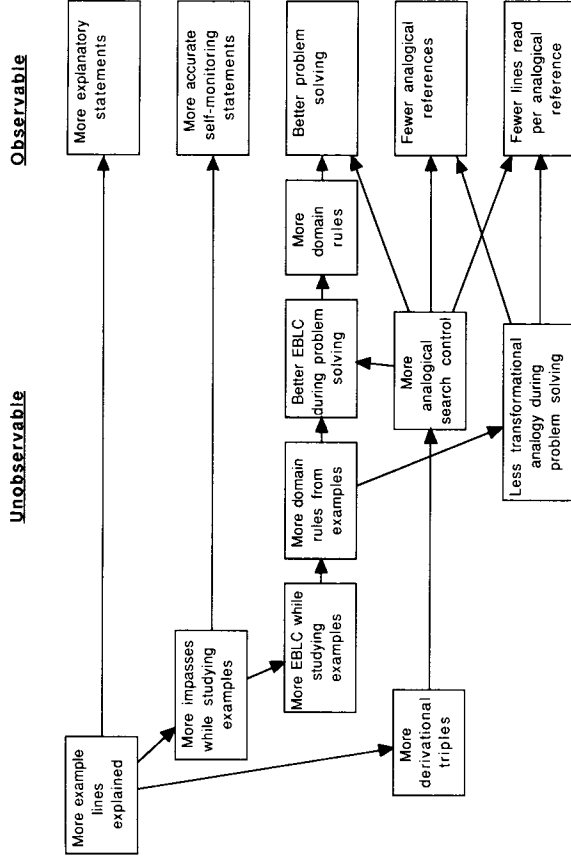 Unobservable
Observable
More example
lines
explained
More explanatory
statements
More impasses
while studying
examples
More accurate
self-monitoring
statements
More EBLC while
studying
examples
More domain
rules from
examples
Better EBLC
during problem
solving
More
domain
rules
Better problem
solving
More
derivational
triples
More
analogical
search control
Fewer analogical
references
Less transformational
analogy during
problem solving
Fewer lines read
per analogical
reference